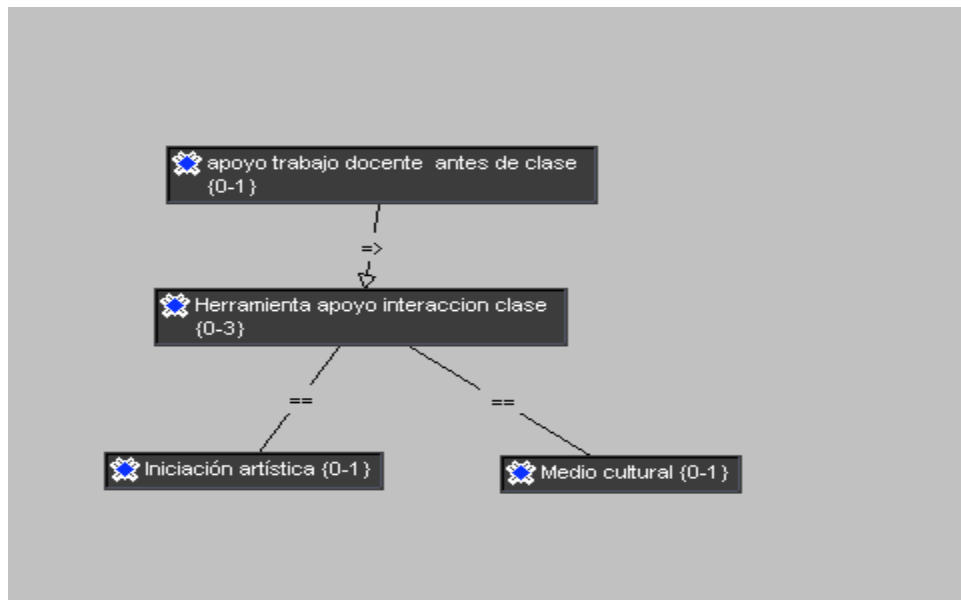 apoyo trabajo docente antes de clase
{0-1}
=>
Herramienta apoyo interaccion clase
{0-3}
==
==
Iniciación artística {0-1}
Medio cultural {0-1}